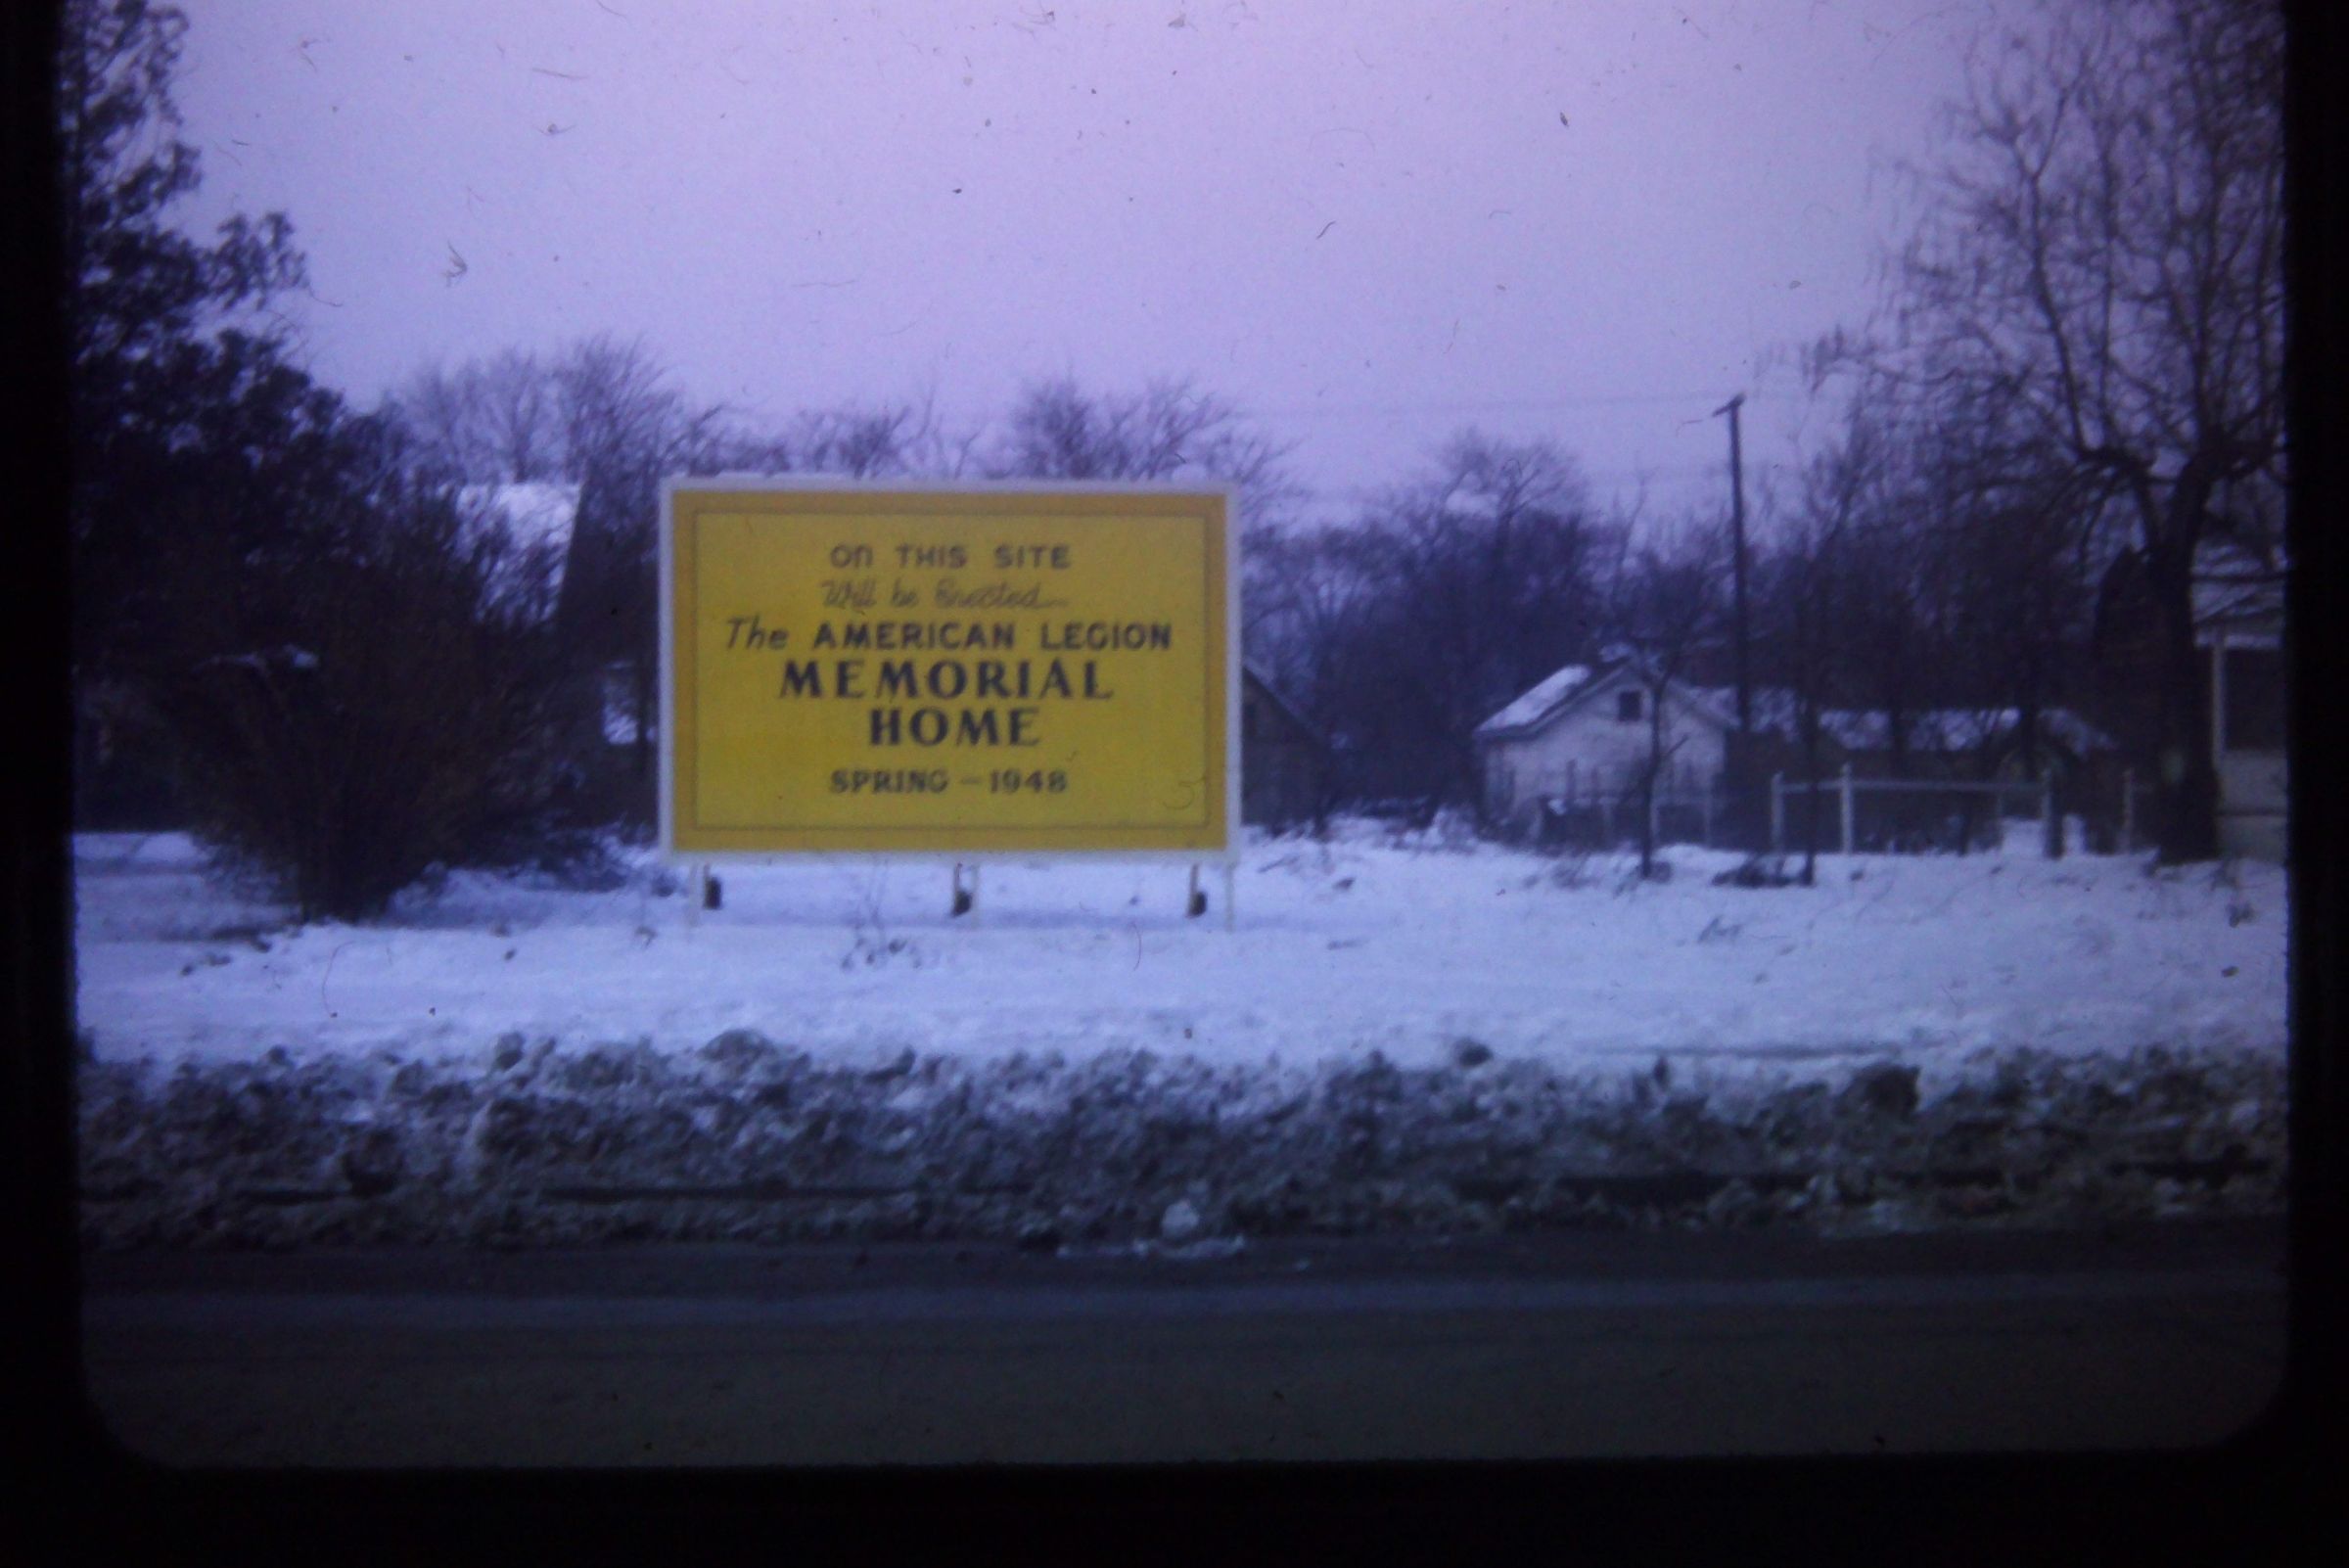 On THIS SITE
Will be Erected
The AMERICAN LEGION
MEMORIAL
HOME
SPRING - 1948